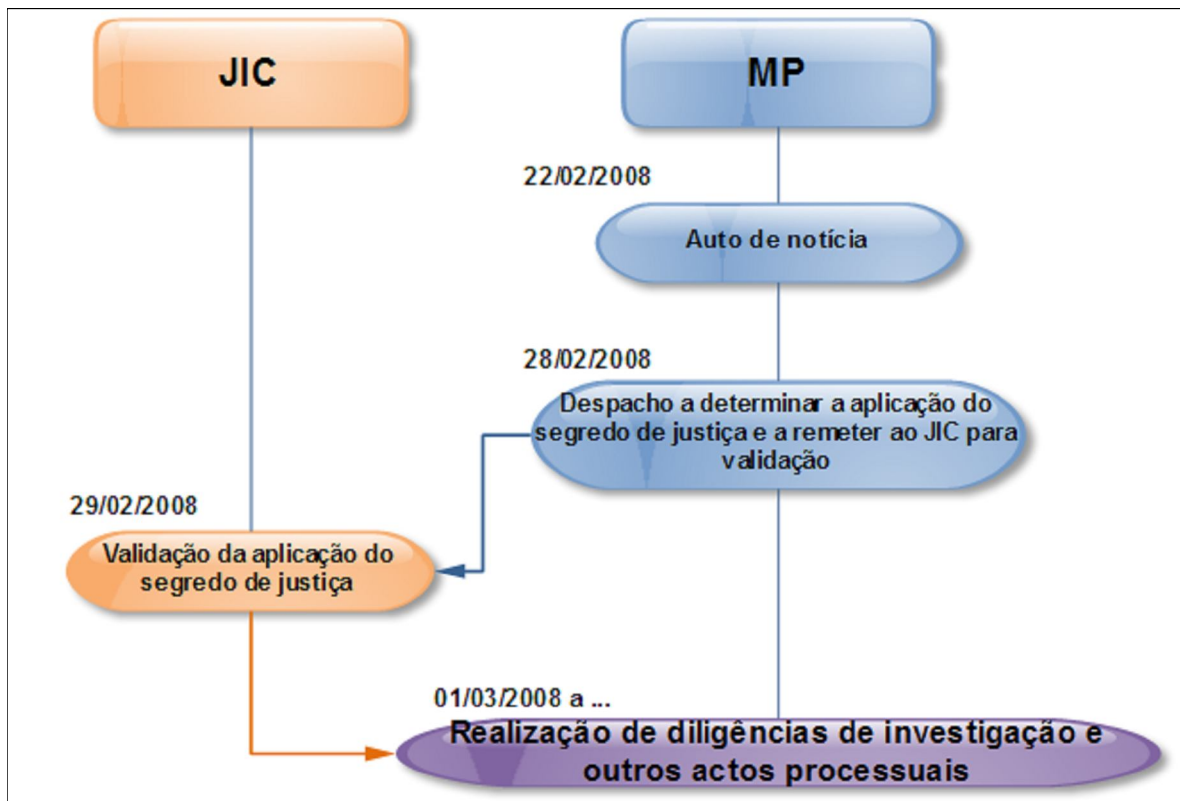 JIC
MP
22/02/2008
Auto de notícia
28/02/2008
Despacho a determinar a aplicação do
segredo de justiça e a remeter ao JIC para
validação
29/02/2008
Validação da aplicação do
segredo de justiça
01/03/2008 a ...
Realização de diligências de investigação e
outros actos processuais